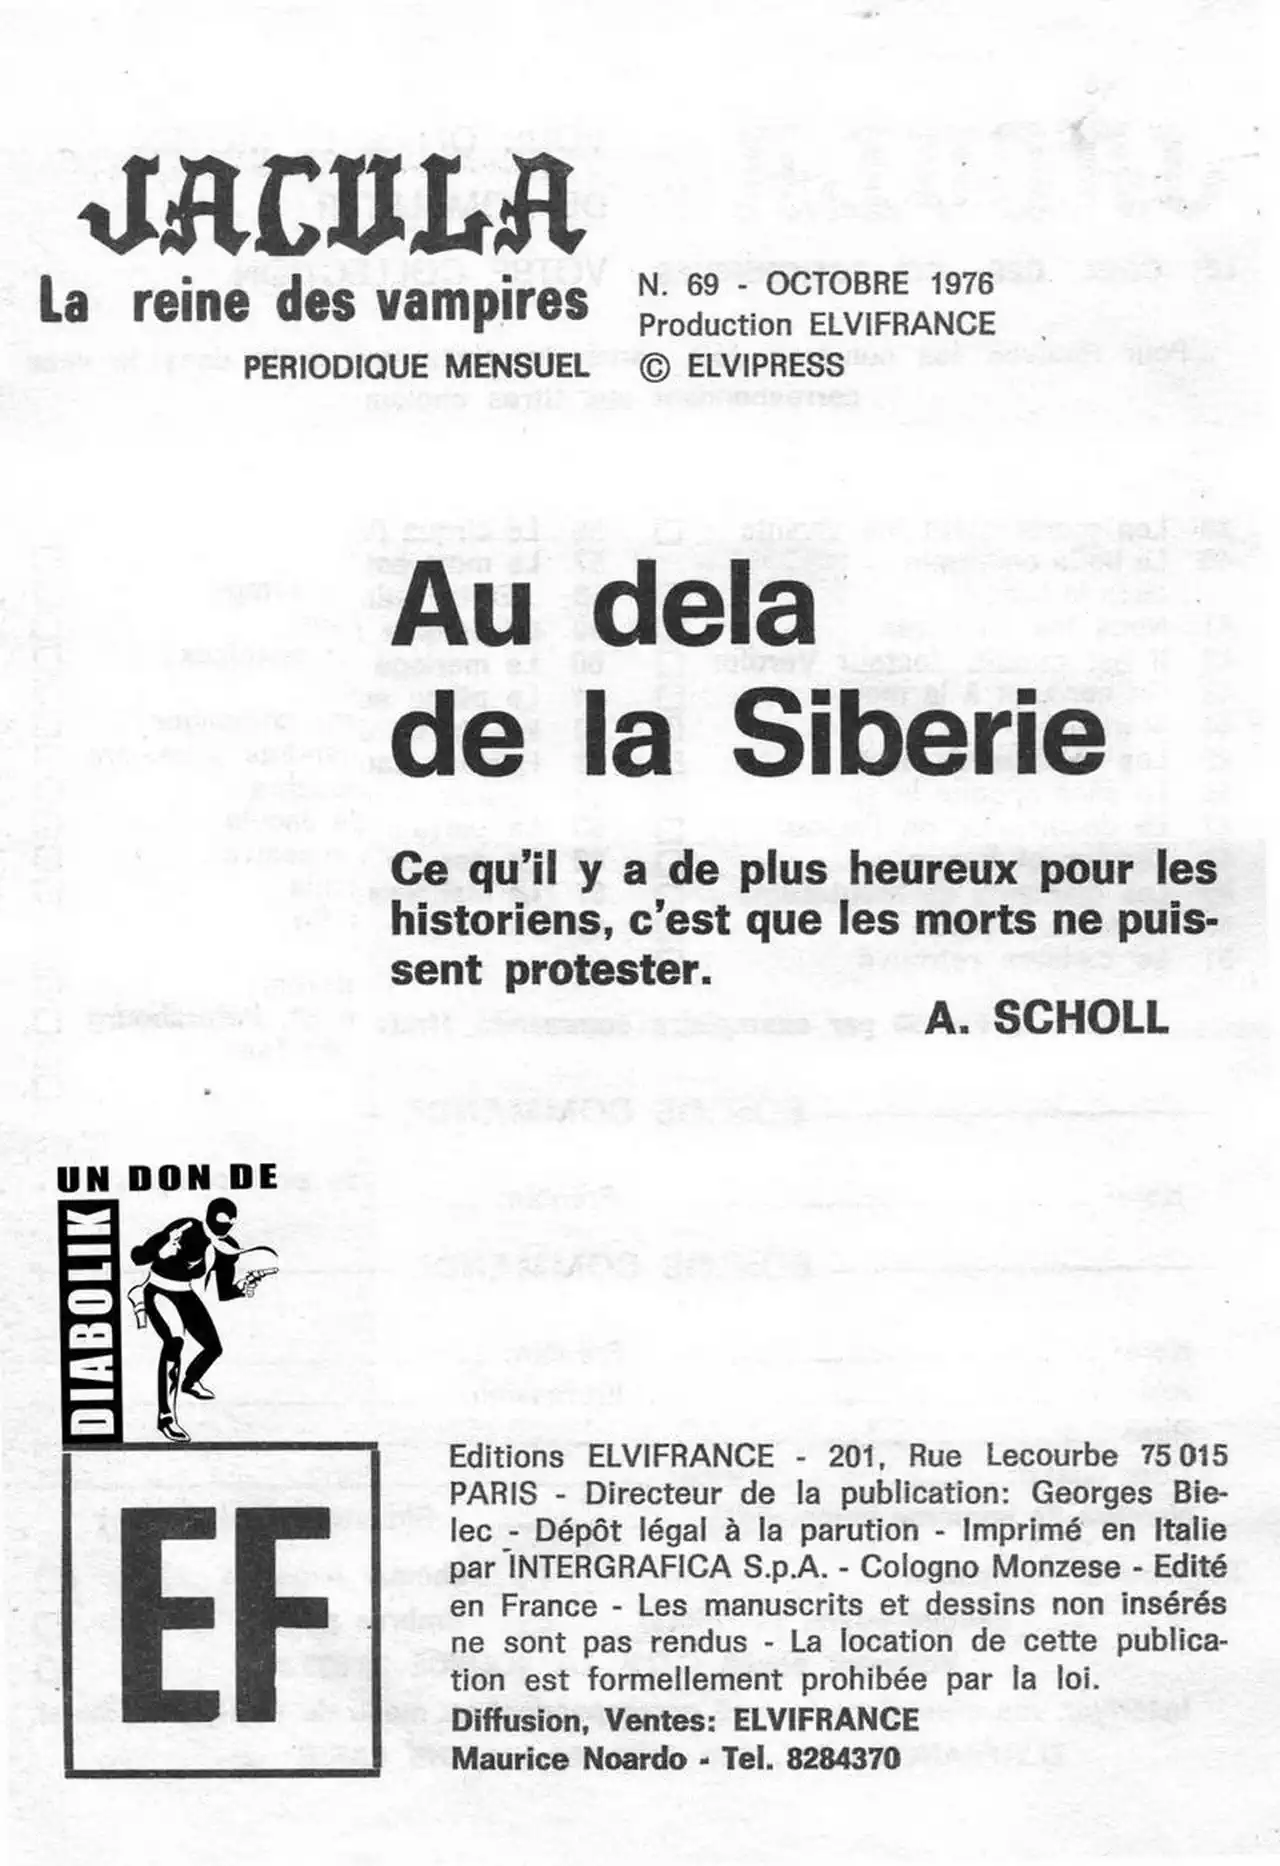 JACULA
La reine des vampires
PERIODIQUE MENSUEL
N. 69 - OCTOBRE 1976
Production ELVIFRANCE
© ELVIPRESS
Au dela
de la Siberie
Ce qu'il y a de plus heureux pour les
historiens, c'est que les morts ne puis-
sent protester.
A. SCHOLL
UN DON DE
DIABOLIK
EF
Editions ELVIFRANCE - 201, Rue Lecourbe 75 015
PARIS - Directeur de la publication: Georges Bie-
lec - Dépôt légal à la parution - Imprimé en Italie
par INTERGRAFICA S.p.A. - Cologno Monzese - Edité
en France - Les manuscrits et dessins non insérés
ne sont pas rendus - La location de cette publica-
tion est formellement prohibée par la loi.
Diffusion, Ventes: ELVIFRANCE
Maurice Noardo - Tel. 8284370